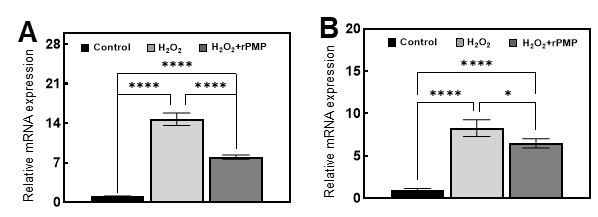 A
Relative mRNA expression
28
21
14
7
0
Control H₂O₂ H₂O₂+rPMP
****
**** ****
B
Relative mRNA expression
20
15
10
5
0
Control H₂O₂ H₂O₂+rPMP
****
**** *